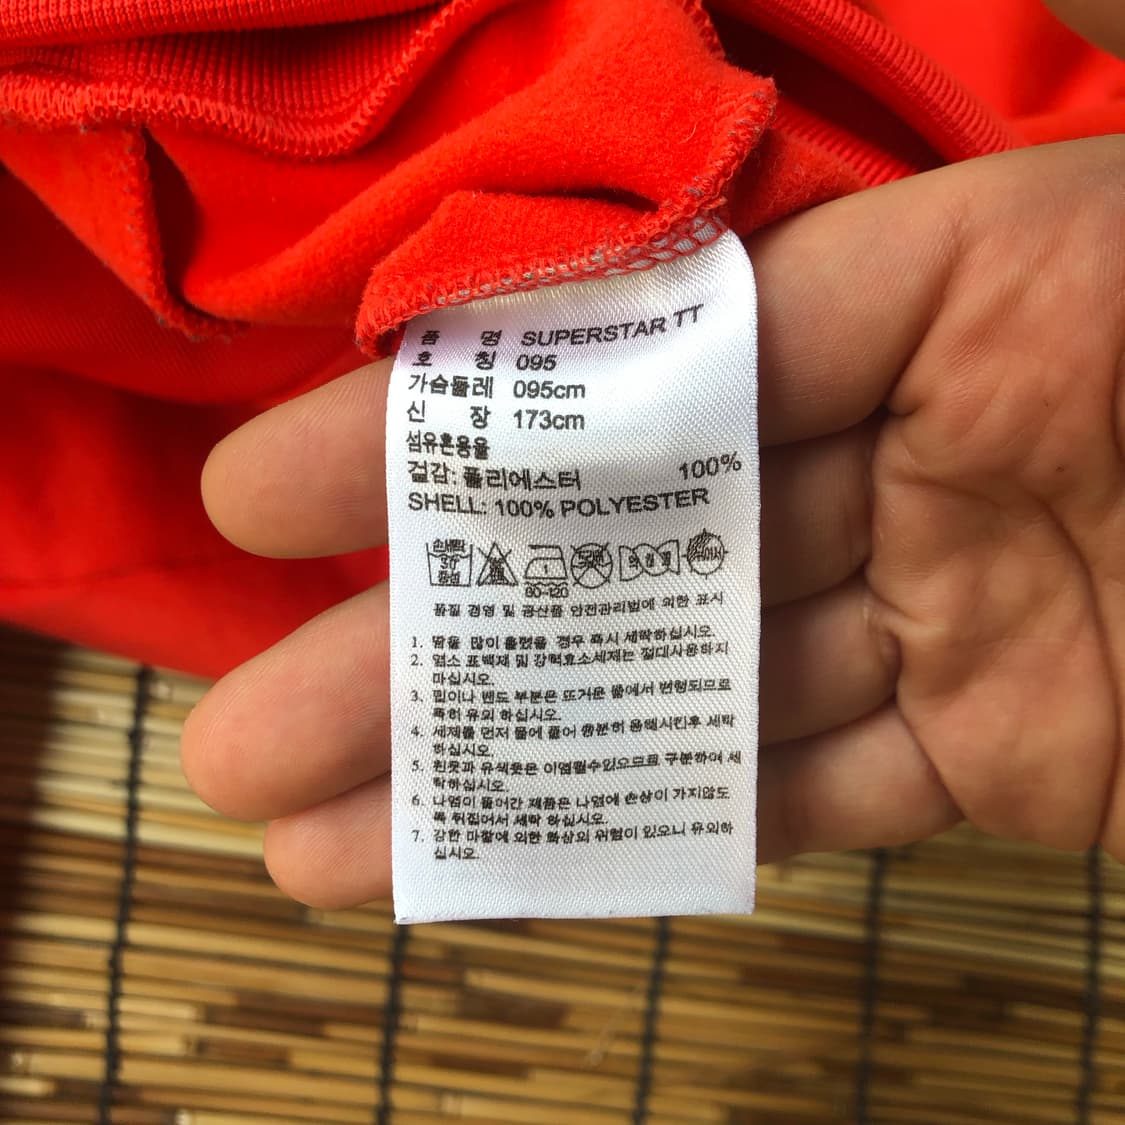 품 명 SUPERSTAR TT
호 칭 095
가슴둘레 095cm
신 장 173cm
섬유혼용율
겉감: 폴리에스터 100%
SHELL: 100% POLYESTER
손세탁
30
중성
80~120
품질 경영 및 공산품 안전관리법에 의한 표시
1. 땀을 많이 흘렸을 경우 즉시 세탁하십시오.
2. 염소 표백제 및 강력효소세제는 절대사용하지
마십시오.
3. 립이나 밴드 부분은 뜨거운 물에서 변형되므로
특히 유의 하십시오.
4. 세제를 먼저 물에 풀어 충분히 용해시킨후 세탁
하십시오.
5. 흰옷과 유색옷은 이염될수있으므로 구분하여 세
탁하십시오.
6. 나염이 들어간 제품은 나염에 손상이 가지않도
록 뒤집어서 세탁 하십시오.
7. 강한 마찰에 의한 화상의 위험이 있으니 유의하
십시오.